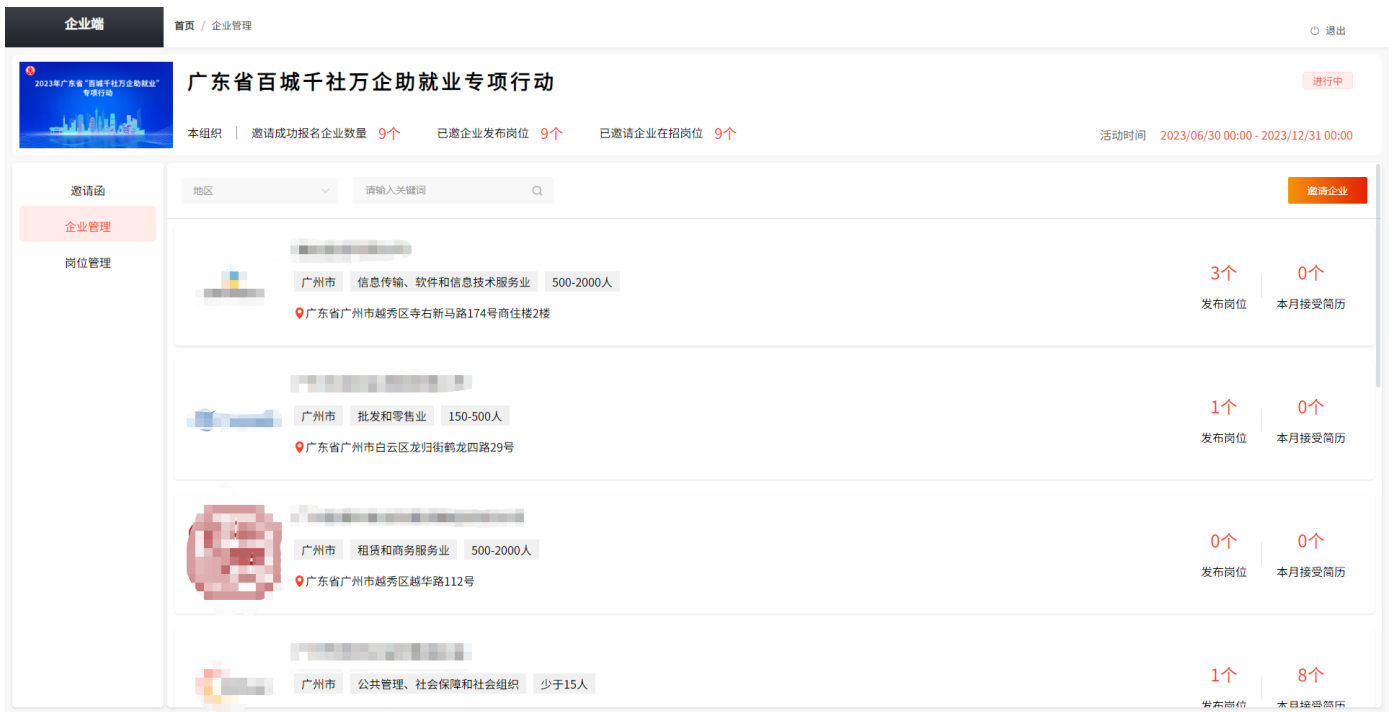 企业端
首页 / 企业管理
退出
2023年广东省"百城千社万企助就业"
专项行动
广东省百城千社万企助就业专项行动
进行中
本组织 | 邀请成功报名企业数量 9个 已邀企业发布岗位 9个 已邀请企业在招岗位 9个
活动时间 2023/06/30 00:00 - 2023/12/31 00:00
邀请函
企业管理
岗位管理
地区
请输入关键词
邀请企业
广州市 信息传输、软件和信息技术服务业 500-2000人
广东省广州市越秀区寺右新马路174号商住楼2楼
3个 0个
发布岗位 本月接受简历
广州市 批发和零售业 150-500人
广东省广州市白云区龙归街鹤龙四路29号
1个 0个
发布岗位 本月接受简历
广州市 租赁和商务服务业 500-2000人
广东省广州市越秀区越华路112号
0个 0个
发布岗位 本月接受简历
广州市 公共管理、社会保障和社会组织 少于15人
1个 8个
发布岗位 本月接受简历